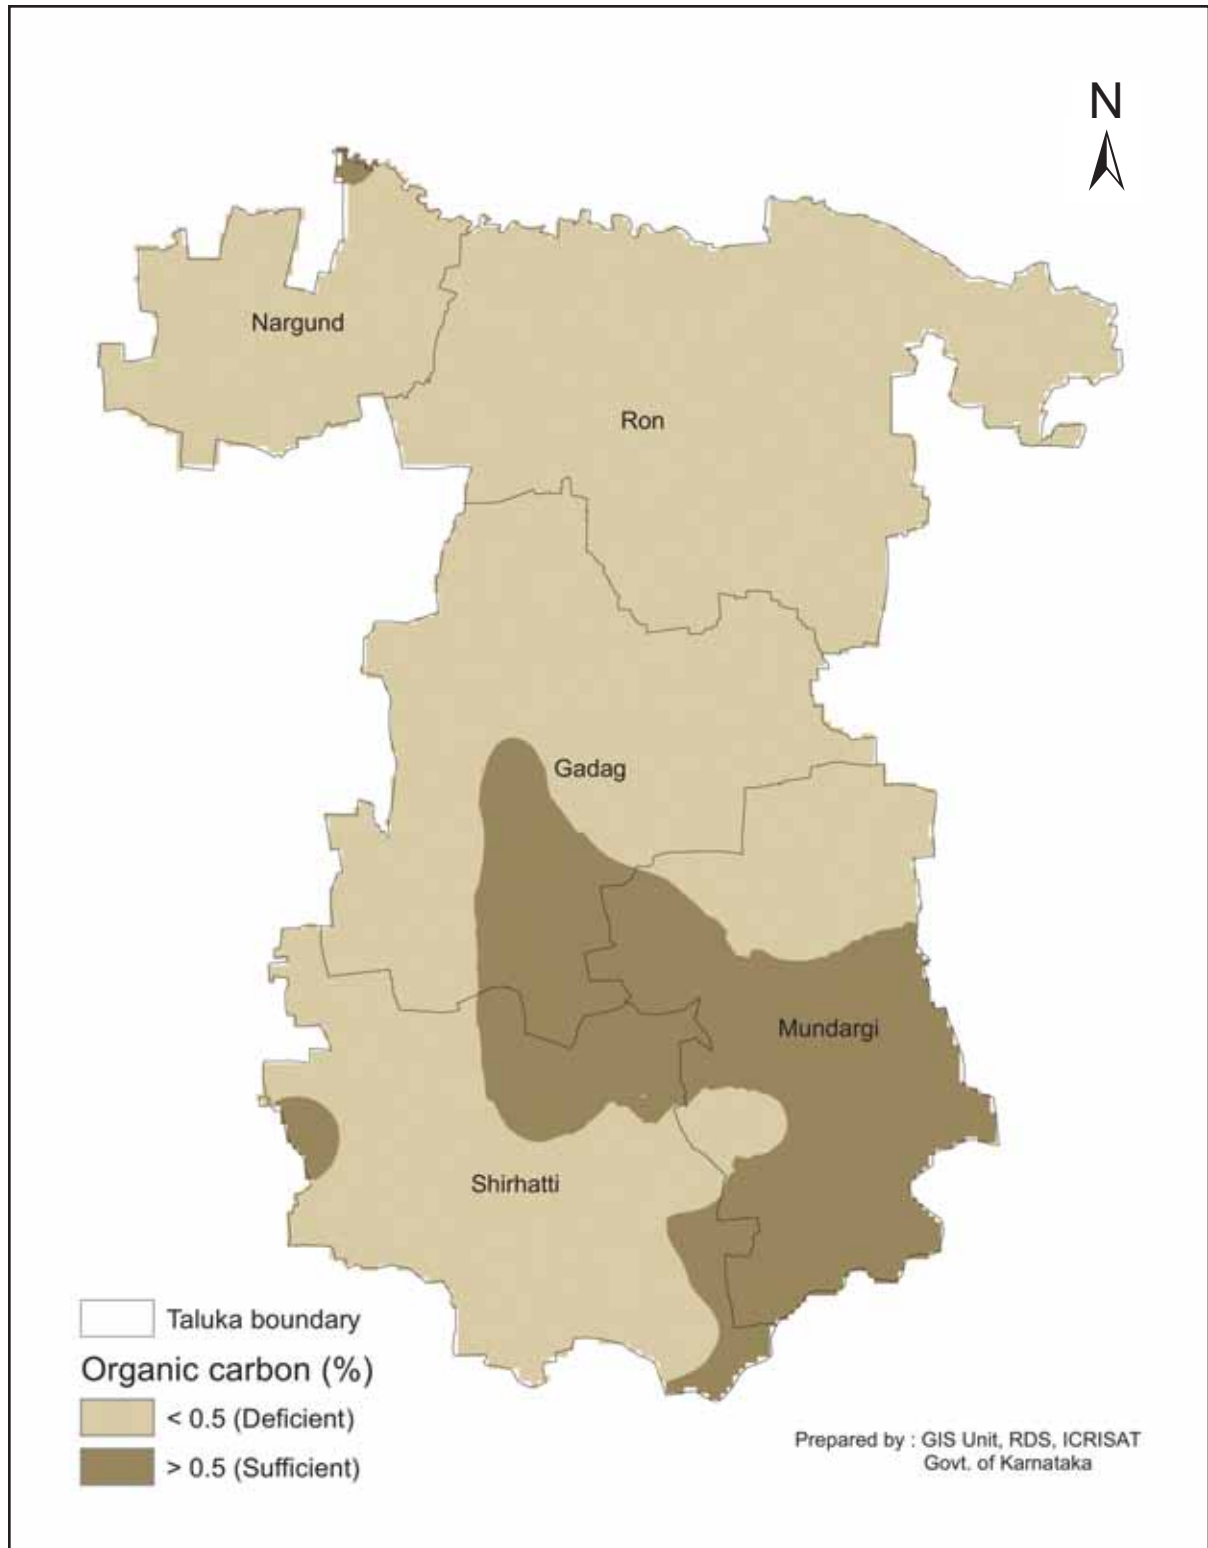 N
Nargund
Ron
Gadag
Mundargi
Shirhatti
Taluka boundary
Organic carbon (%)
< 0.5 (Deficient)
> 0.5 (Sufficient)
Prepared by : GIS Unit, RDS, ICRISAT
Govt. of Karnataka